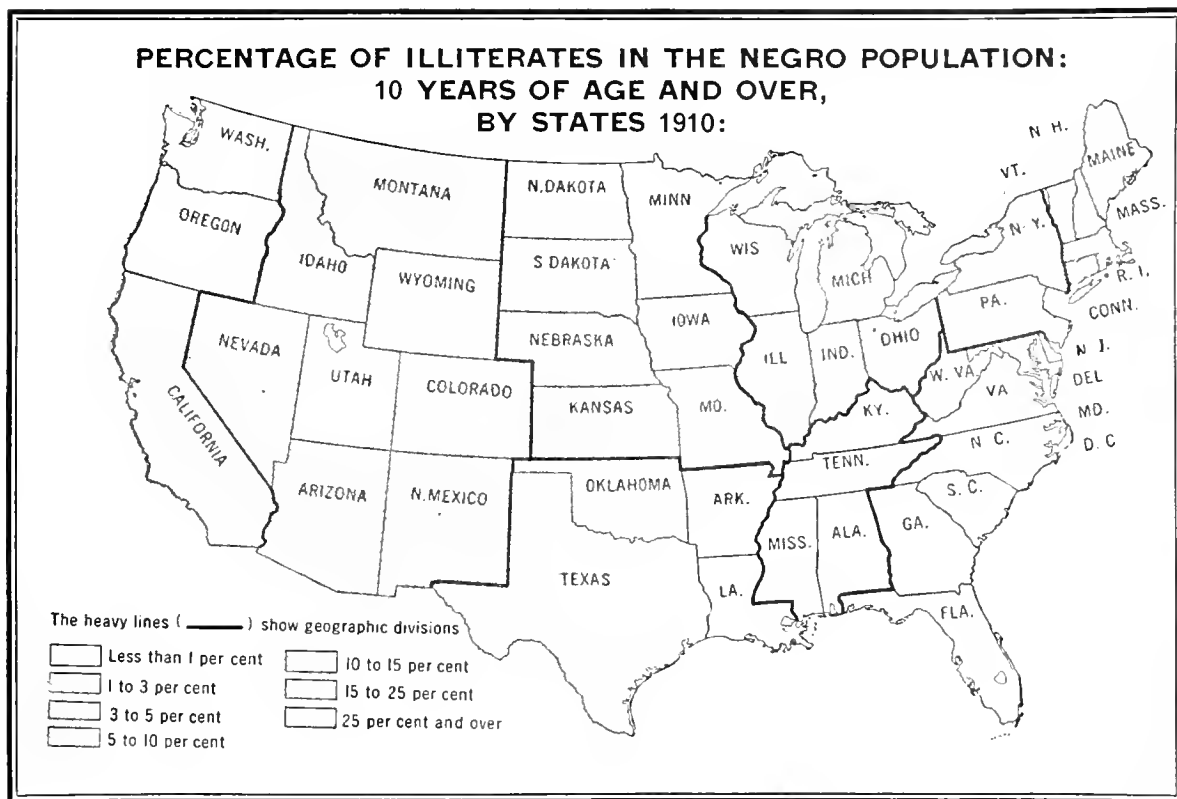 PERCENTAGE OF ILLITERATES IN THE NEGRO POPULATION:
10 YEARS OF AGE AND OVER,
BY STATES 1910:
WASH.
OREGON
CALIFORNIA
MONTANA
IDAHO
WYOMING
NEVADA
UTAH
COLORADO
ARIZONA
N. MEXICO
N. DAKOTA
S DAKOTA
NEBRASKA
KANSAS
MINN
IOWA
MO.
OKLAHOMA
TEXAS
ARK.
LA.
WIS
MICH
ILL
IND.
OHIO
KY.
TENN.
MISS.
ALA.
N H.
VT.
MAINE
MASS.
N. Y.
R. I.
CONN.
PA.
N J.
DEL
MD.
D. C
W. VA
VA
N C.
S. C.
GA.
FLA.
The heavy lines ( ) show geographic divisions
Less than 1 per cent
1 to 3 per cent
3 to 5 per cent
5 to 10 per cent
10 to 15 per cent
15 to 25 per cent
25 per cent and over